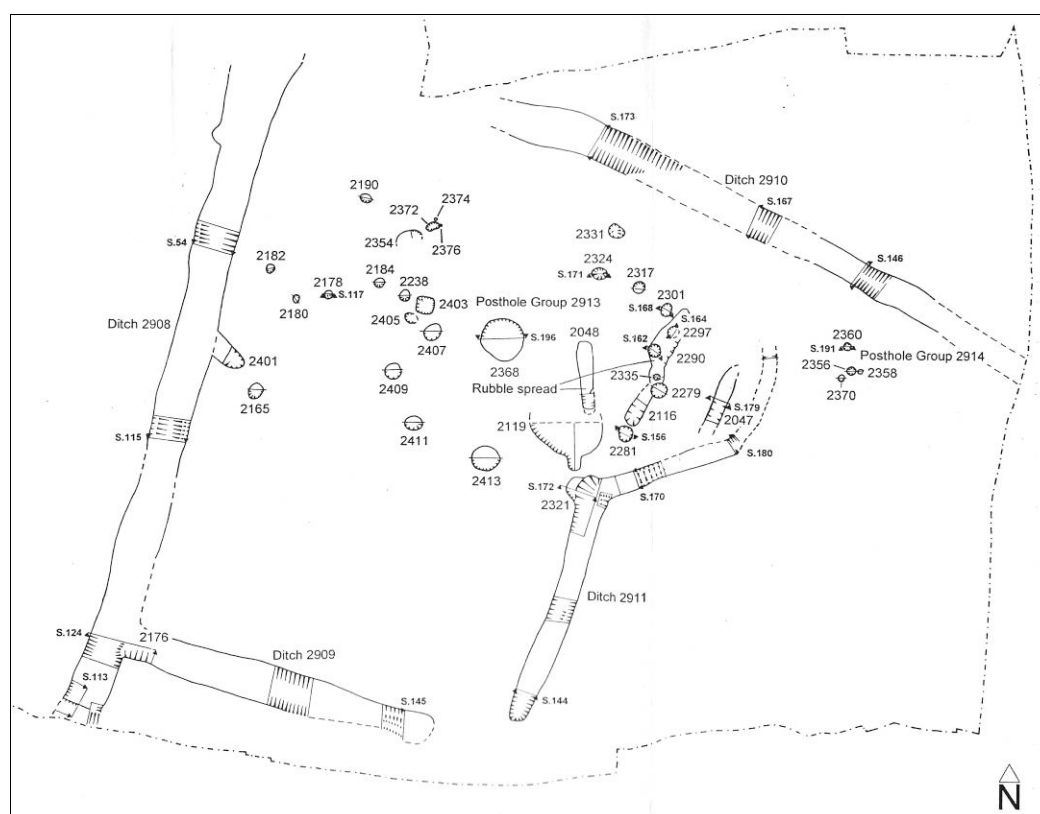 S.173
Ditch 2910
2190
2374
2372
S.167
2354
2376
2331
S.54
S.146
2182
2324
S.171
2184
2238
2317
2178
S.117
2403
Posthole Group 2913
2301
S.168
2180
S.164
Ditch 2908
2405
2048
2297
2407
S.196
S.162
2360
S.191
Posthole Group 2914
2401
2368
2290
2356
2358
2409
2335
Rubble spread
2279
2370
2165
S.179
2116
2047
S.115
2411
2119
S.156
2281
S.180
2413
S.172
S.170
2321
Ditch 2911
S.124
2176
Ditch 2909
S.113
S.145
S.144
N